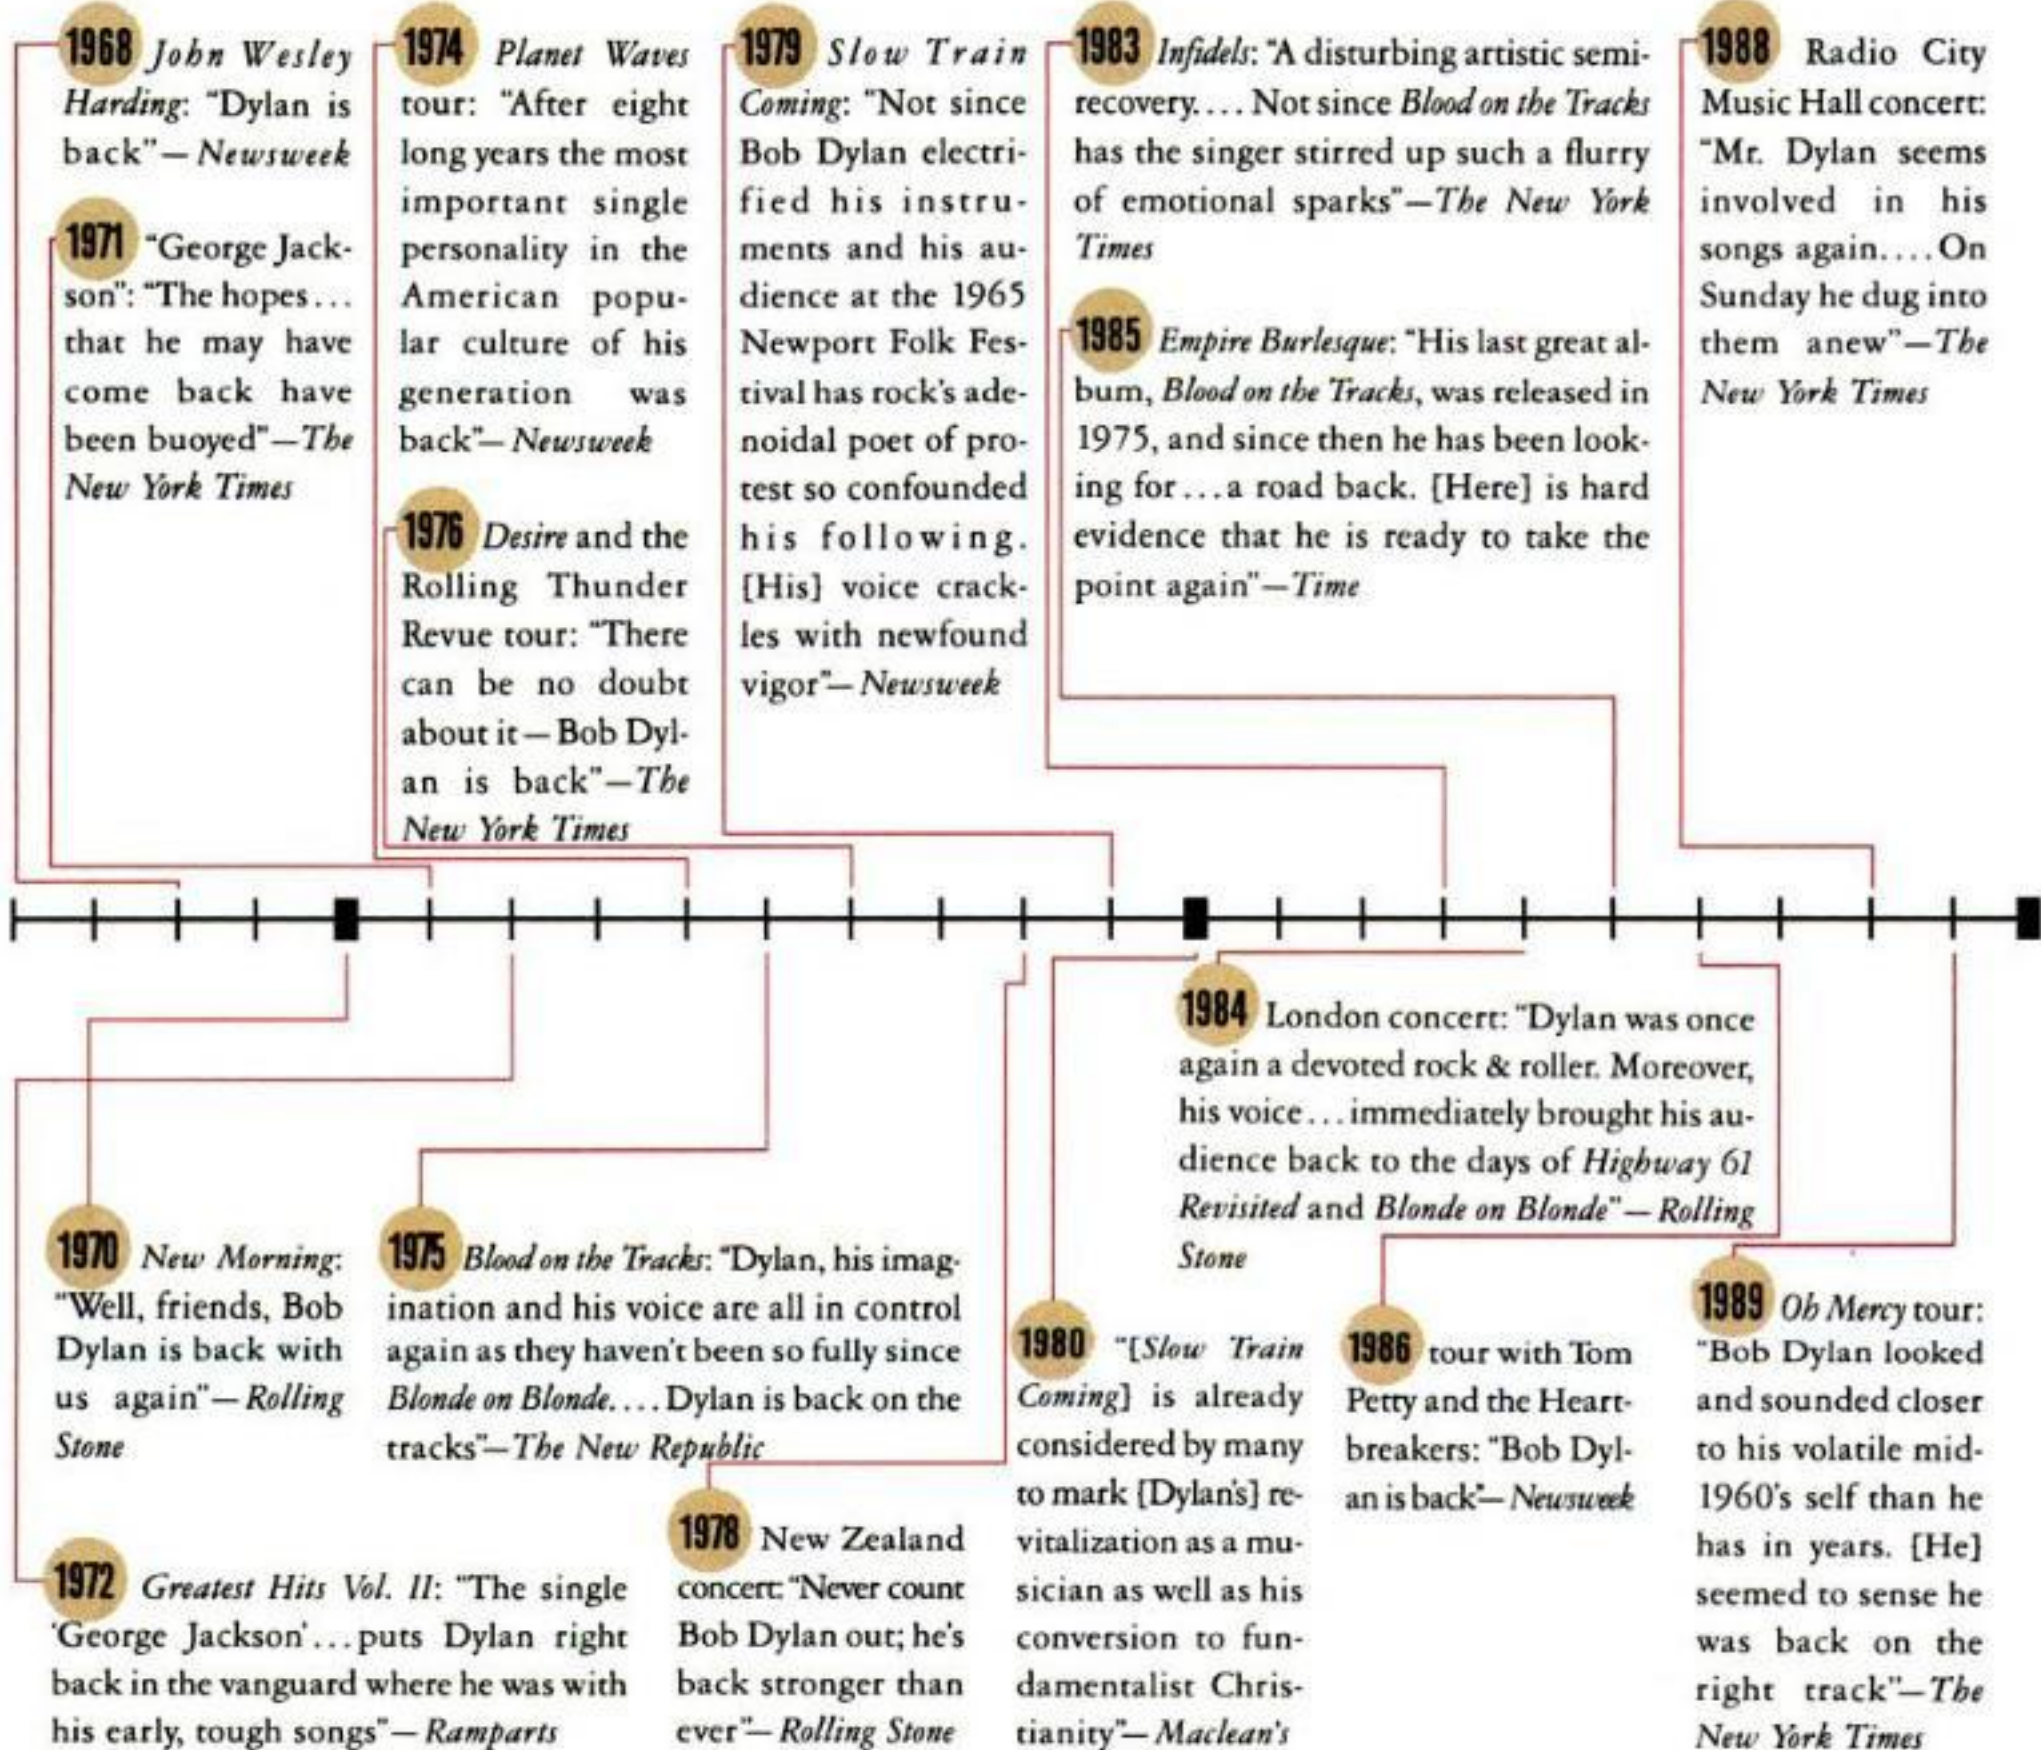 1968 John Wesley
Harding: “Dylan is
back”—Newsweek
1971 “George Jack-
son”: “The hopes...
that he may have
come back have
been buoyed”—The
New York Times
1974 Planet Waves
tour: “After eight
long years the most
important single
personality in the
American popu-
lar culture of his
generation was
back”—Newsweek
1976 Desire and the
Rolling Thunder
Revue tour: “There
can be no doubt
about it—Bob Dyl-
an is back”—The
New York Times
1979 Slow Train
Coming: “Not since
Bob Dylan electri-
fied his instru-
ments and his au-
dience at the 1965
Newport Folk Fes-
tival has rock's ade-
noidal poet of pro-
test so confounded
his following.
[His] voice crack-
les with newfound
vigor”—Newsweek
1983 Infidels: “A disturbing artistic semi-
recovery.... Not since Blood on the Tracks
has the singer stirred up such a flurry
of emotional sparks”—The New York
Times
1985 Empire Burlesque: “His last great al-
bum, Blood on the Tracks, was released in
1975, and since then he has been look-
ing for...a road back. [Here] is hard
evidence that he is ready to take the
point again”—Time
1988 Radio City
Music Hall concert:
“Mr. Dylan seems
involved in his
songs again....On
Sunday he dug into
them anew”—The
New York Times
1970 New Morning:
“Well, friends, Bob
Dylan is back with
us again”—Rolling
Stone
1972 Greatest Hits Vol. II: “The single
‘George Jackson’...puts Dylan right
back in the vanguard where he was with
his early, tough songs”—Ramparts
1975 Blood on the Tracks: “Dylan, his imag-
ination and his voice are all in control
again as they haven't been so fully since
Blonde on Blonde....Dylan is back on the
tracks”—The New Republic
1978 New Zealand
concert: “Never count
Bob Dylan out; he's
back stronger than
ever”—Rolling Stone
1980 “[Slow Train
Coming] is already
considered by many
to mark [Dylan's] re-
vitalization as a mu-
sician as well as his
conversion to fun-
damentalist Chris-
tianity”—Maclean's
1984 London concert: “Dylan was once
again a devoted rock & roller. Moreover,
his voice...immediately brought his au-
dience back to the days of Highway 61
Revisited and Blonde on Blonde”—Rolling
Stone
1986 tour with Tom
Petty and the Heart-
breakers: “Bob Dyl-
an is back”—Newsweek
1989 Oh Mercy tour:
“Bob Dylan looked
and sounded closer
to his volatile mid-
1960's self than he
has in years. [He]
seemed to sense he
was back on the
right track”—The
New York Times